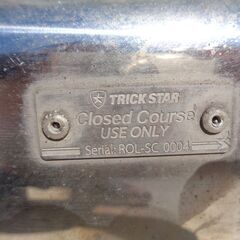 TRICK STAR
Closed Course
USE ONLY
Serial: ROL-SC 0004